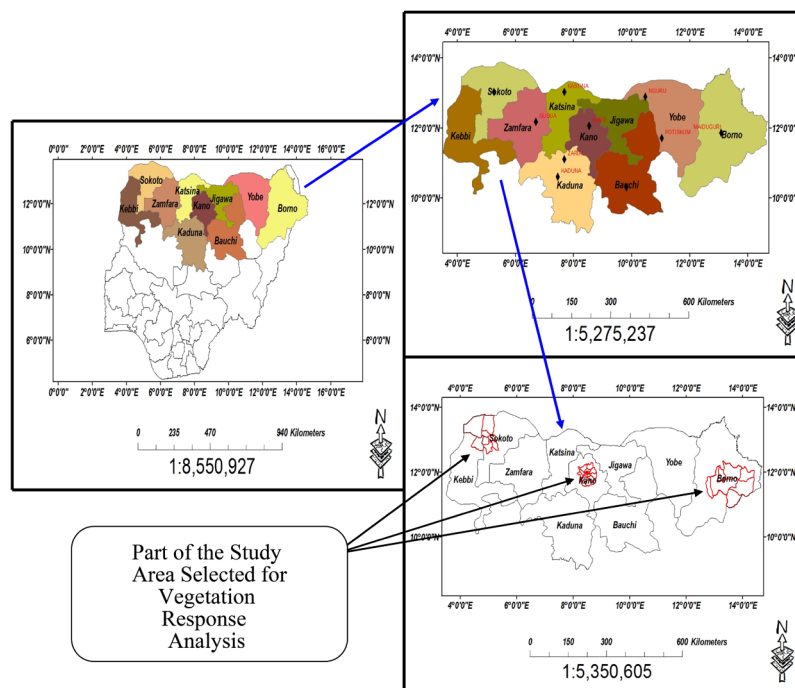 0°0'0" 2°0'0"E 4°0'0"E 6°0'0"E 8°0'0"E 10°0'0"E 12°0'0"E 14°0'0"E 16°0'0"E
12°0'0"N
10°0'0"N
8°0'0"N
6°0'0"N
Sokoto
Katsina
Zamfara
Kebbi
Kano
Jigawa
Yobe
Borno
Kaduna
Bauchi
12°0'0"N
10°0'0"N
8°0'0"N
6°0'0"N
0°0'0" 2°0'0"E 4°0'0"E 6°0'0"E 8°0'0"E 10°0'0"E 12°0'0"E 14°0'0"E 16°0'0"E
0 235 470 940 Kilometers
1:8,550,927
N
4°0'0"E 6°0'0"E 8°0'0"E 10°0'0"E 12°0'0"E 14°0'0"E
14°0'0"N
12°0'0"N
10°0'0"N
Sokoto
KATSINA
Katsina
NGURU
GUSUA
Zamfara
Jigawa
Yobe
Kebbi
Kano
POTISKUM
MAIDUGURI
Borno
KADUNA
Kaduna
Bauchi
14°0'0"N
12°0'0"N
10°0'0"N
4°0'0"E 6°0'0"E 8°0'0"E 10°0'0"E 12°0'0"E 14°0'0"E
0 150 300 600 Kilometers
1:5,275,237
N
4°0'0"E 6°0'0"E 8°0'0"E 10°0'0"E 12°0'0"E 14°0'0"E
14°0'0"N
12°0'0"N
10°0'0"N
Sokoto
Katsina
Zamfara
Jigawa
Yobe
Kebbi
Kano
Borno
Kaduna
Bauchi
14°0'0"N
12°0'0"N
10°0'0"N
4°0'0"E 6°0'0"E 8°0'0"E 10°0'0"E 12°0'0"E 14°0'0"E
0 150 300 600 Kilometers
1:5,350,605
N
Part of the Study
Area Selected for
Vegetation
Response
Analysis